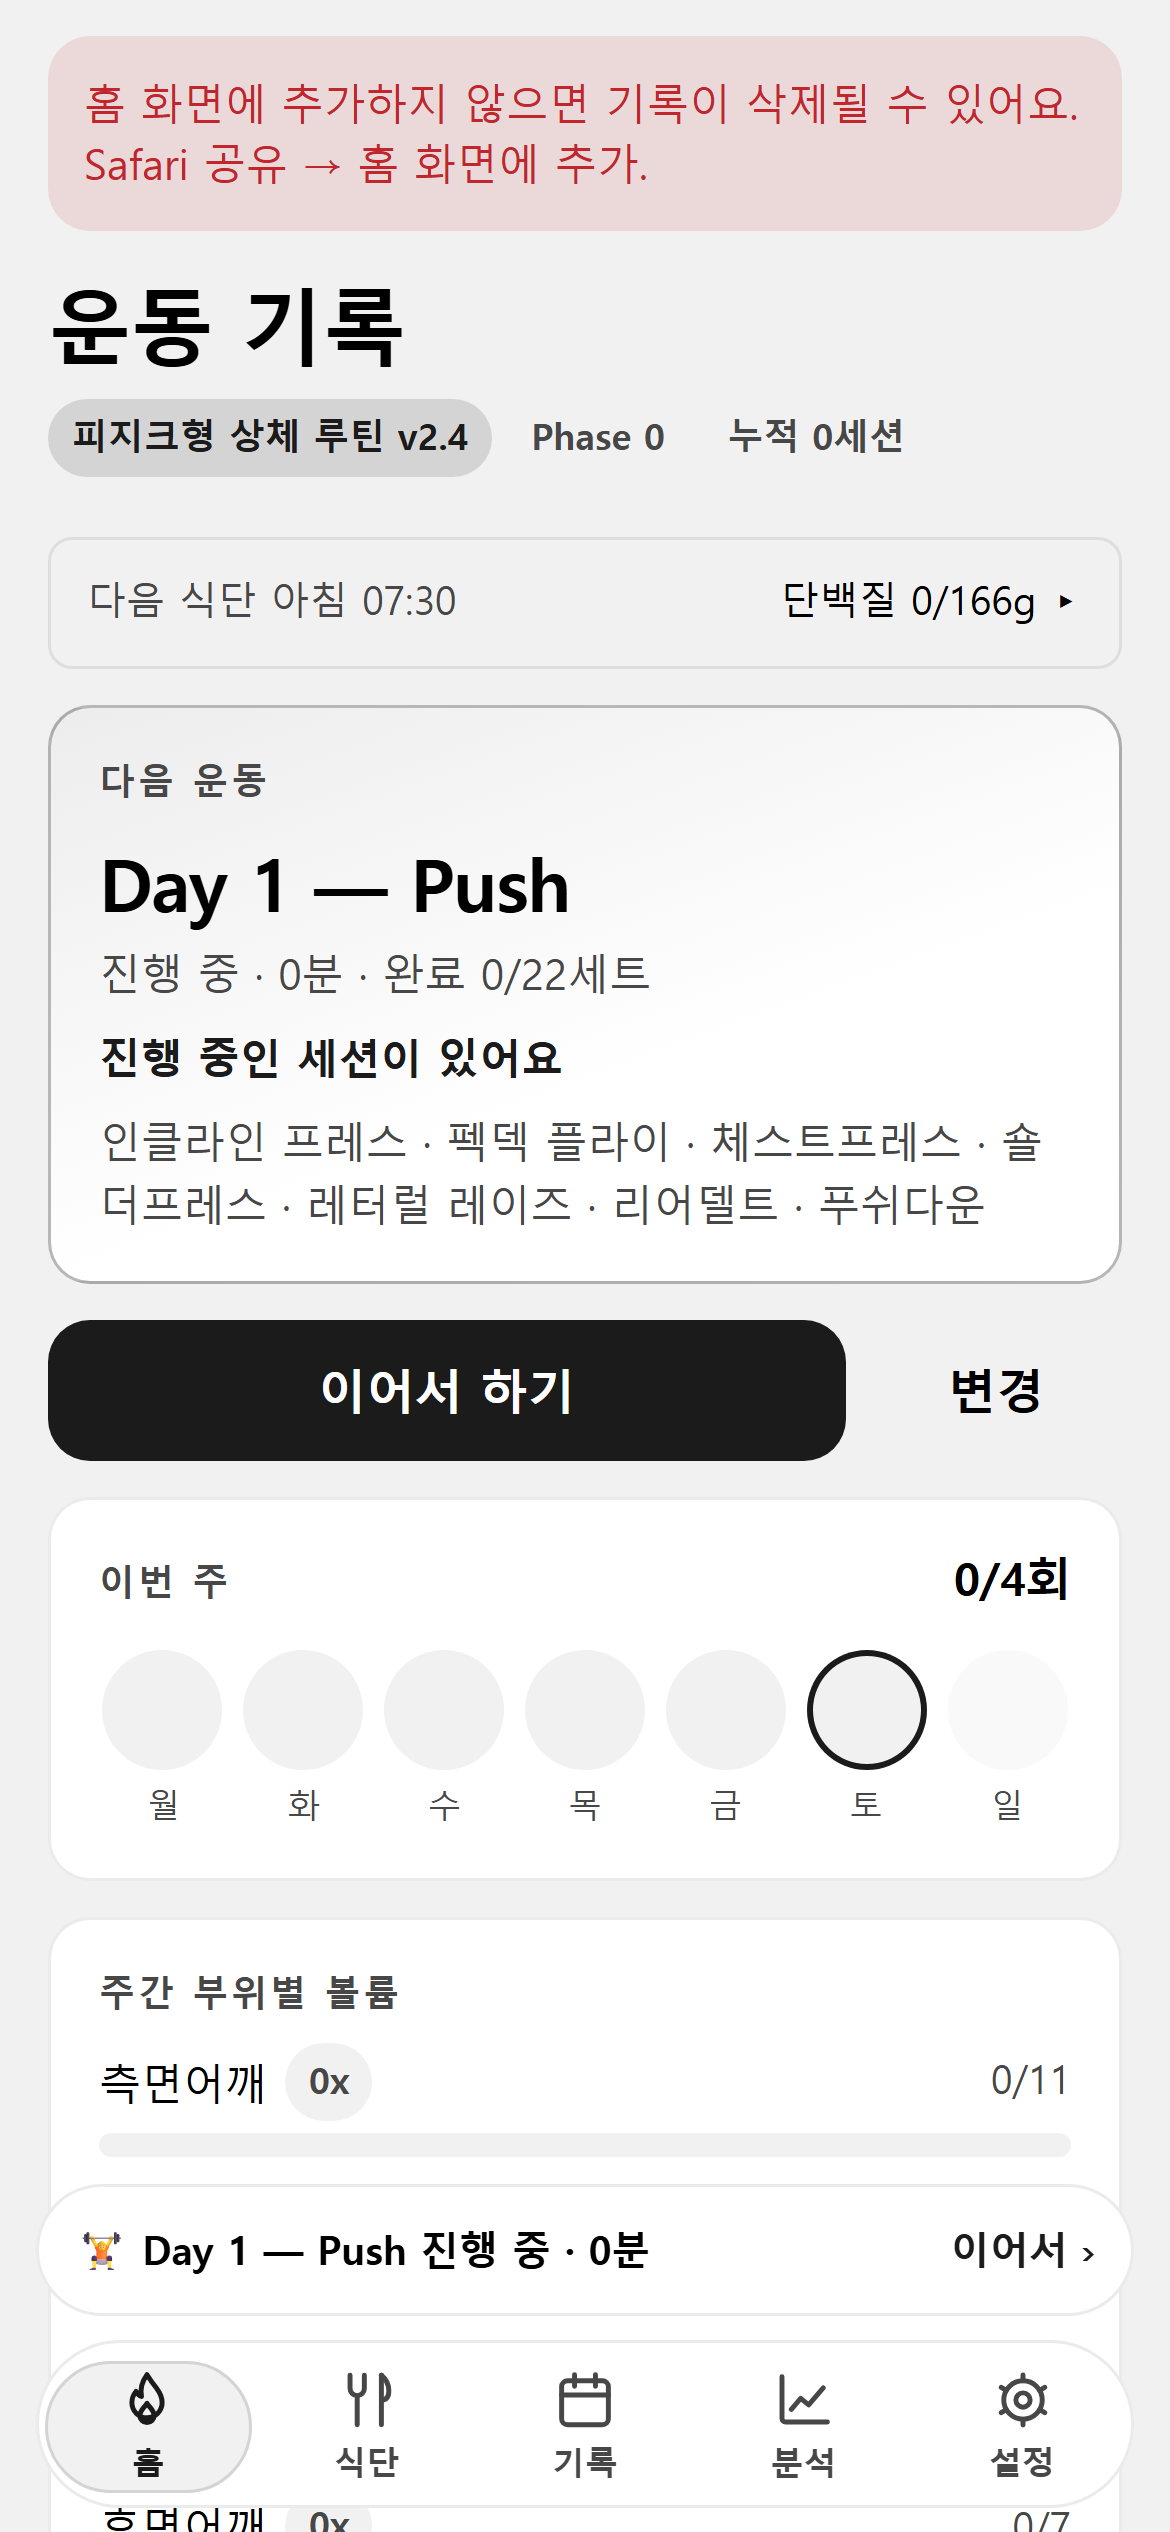 홈 화면에 추가하지 않으면 기록이 삭제될 수 있어요.
Safari 공유 → 홈 화면에 추가.
운동 기록
피지크형 상체 루틴 v2.4 Phase 0 누적 0세션
다음 식단 아침 07:30 단백질 0/166g ▸
다음 운동
Day 1 — Push
진행 중 · 0분 · 완료 0/22세트
진행 중인 세션이 있어요
인클라인 프레스 · 펙덱 플라이 · 체스트프레스 · 숄
더프레스 · 레터럴 레이즈 · 리어델트 · 푸쉬다운
이어서 하기 변경
이번 주 0/4회
월 화 수 목 금 토 일
주간 부위별 볼륨
측면어깨 0x 0/11
Day 1 — Push 진행 중 · 0분 이어서 ›
홈 식단 기록 분석 설정
후면어깨 0x 0/7